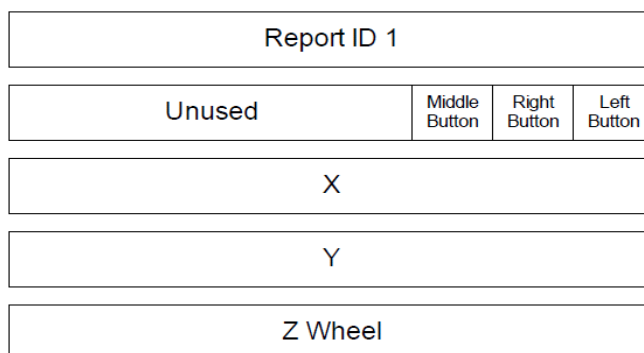 Report ID 1
Unused
Middle Button
Right Button
Left Button
X
Y
Z Wheel